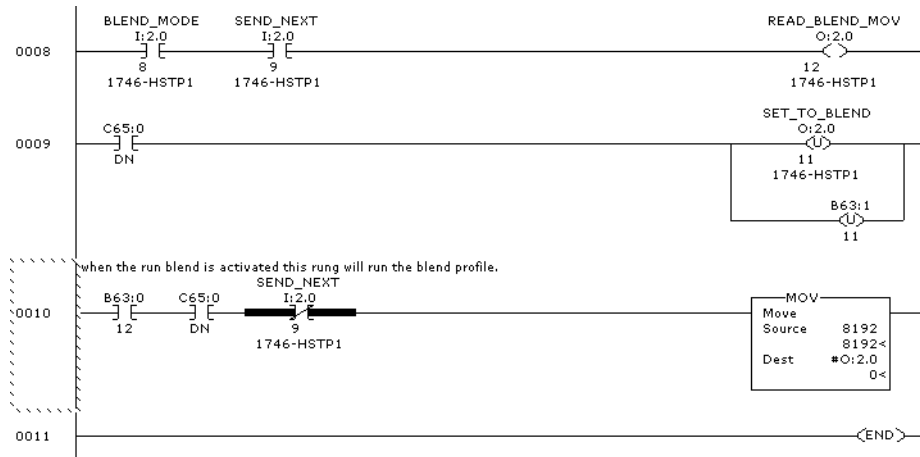 BLEND_MODE SEND_NEXT READ_BLEND_MOV
I:2.0 I:2.0 O:2.0
0008
8 9 12
1746-HSTP1 1746-HSTP1 1746-HSTP1
SET_TO_BLEND
C65:0 O:2.0
0009 U
DN 11
1746-HSTP1
B63:1
U
11
when the run blend is activated this rung will run the blend profile.
SEND_NEXT
B63:0 C65:0 I:2.0 MOV
0010 Move
12 DN 9 Source 8192
1746-HSTP1 8192<
Dest #O:2.0
0<
0011 END